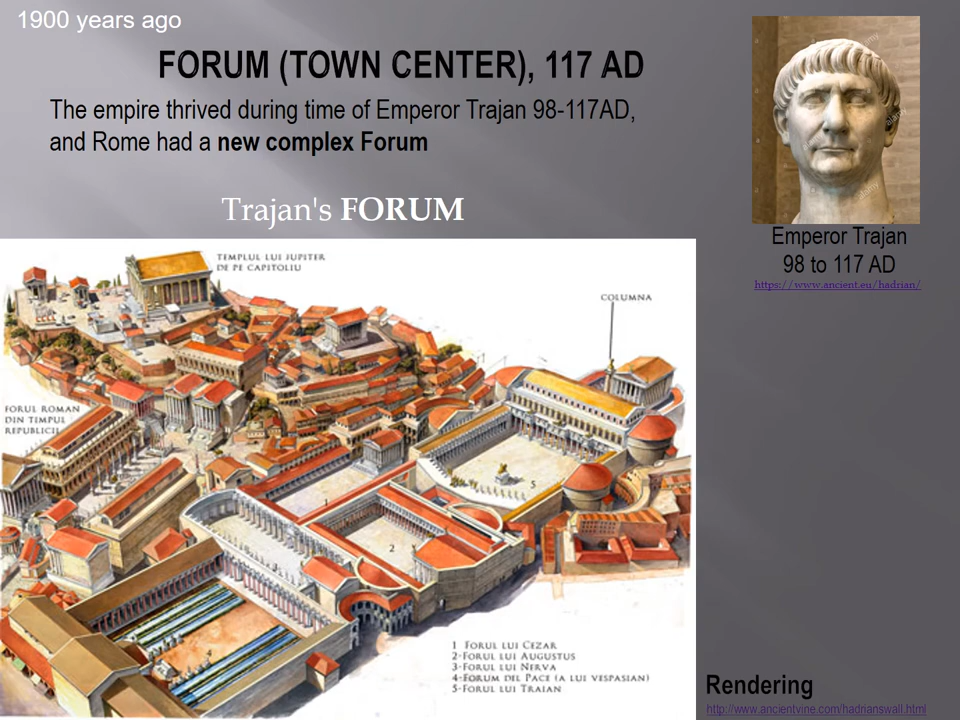 1900 years ago
FORUM (TOWN CENTER), 117 AD
The empire thrived during time of Emperor Trajan 98-117AD,
and Rome had a new complex Forum
Trajan's FORUM
Emperor Trajan
98 to 117 AD
https://www.ancient.eu/hadrian/
TEMPLUL LUI JUPITER
DE PE CAPITOLIU
COLUMNA
FORUL ROMAN
DIN TIMPUL
REPUBLICII
5
1
2
1 FORUL LUI CEZAR
2-FORUL LUI AUGUSTUS
3-FORUL LUI NERVA
4-FORUM DEL PACE (A LUI VESPASIAN)
5-FORUL LUI TRAIAN
Rendering
http://www.ancientvine.com/hadrianswall.html
alamy
alamy
alamy